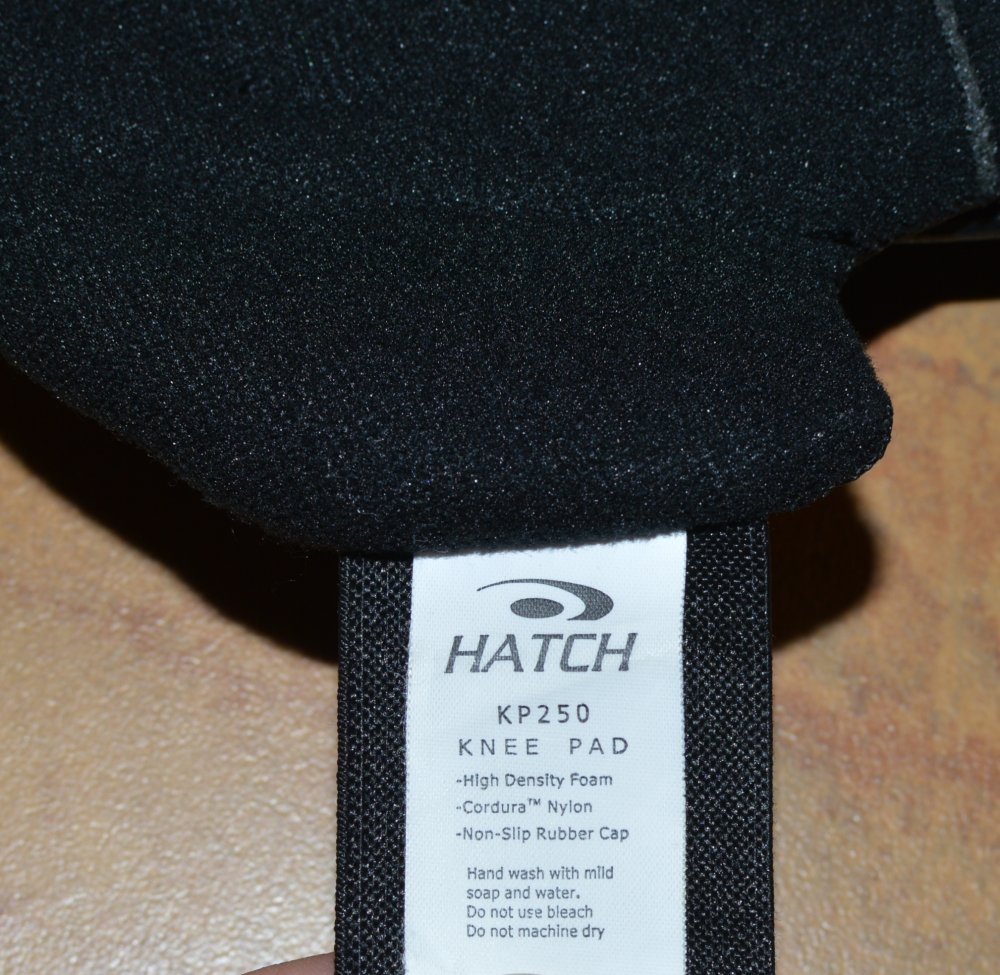 HATCH
KP250
KNEE PAD
-High Density Foam
-Cordura™ Nylon
-Non-Slip Rubber Cap
Hand wash with mild
soap and water.
Do not use bleach
Do not machine dry